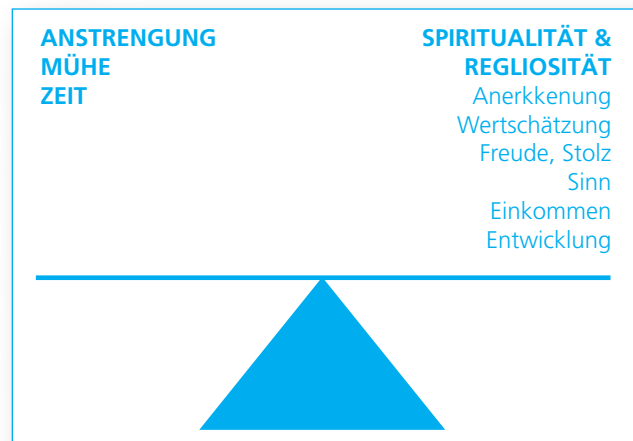 ANSTRENGUNG
MÜHE
ZEIT
SPIRITUALITÄT &
REGLIOSITÄT
Anerkkenung
Wertschätzung
Freude, Stolz
Sinn
Einkommen
Entwicklung